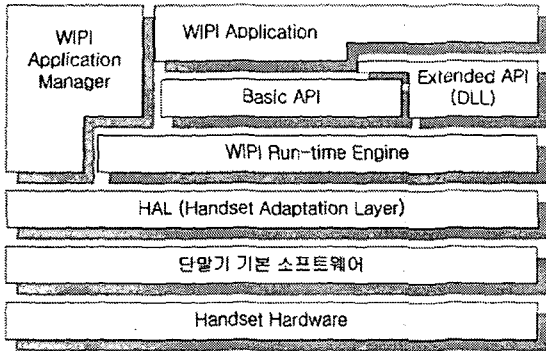 WIPI
Application
Manager
WIPI Application
Basic API
Extended API
(DLL)
WIPI Run-time Engine
HAL (Handset Adaptation Layer)
단말기 기본 소프트웨어
Handset Hardware